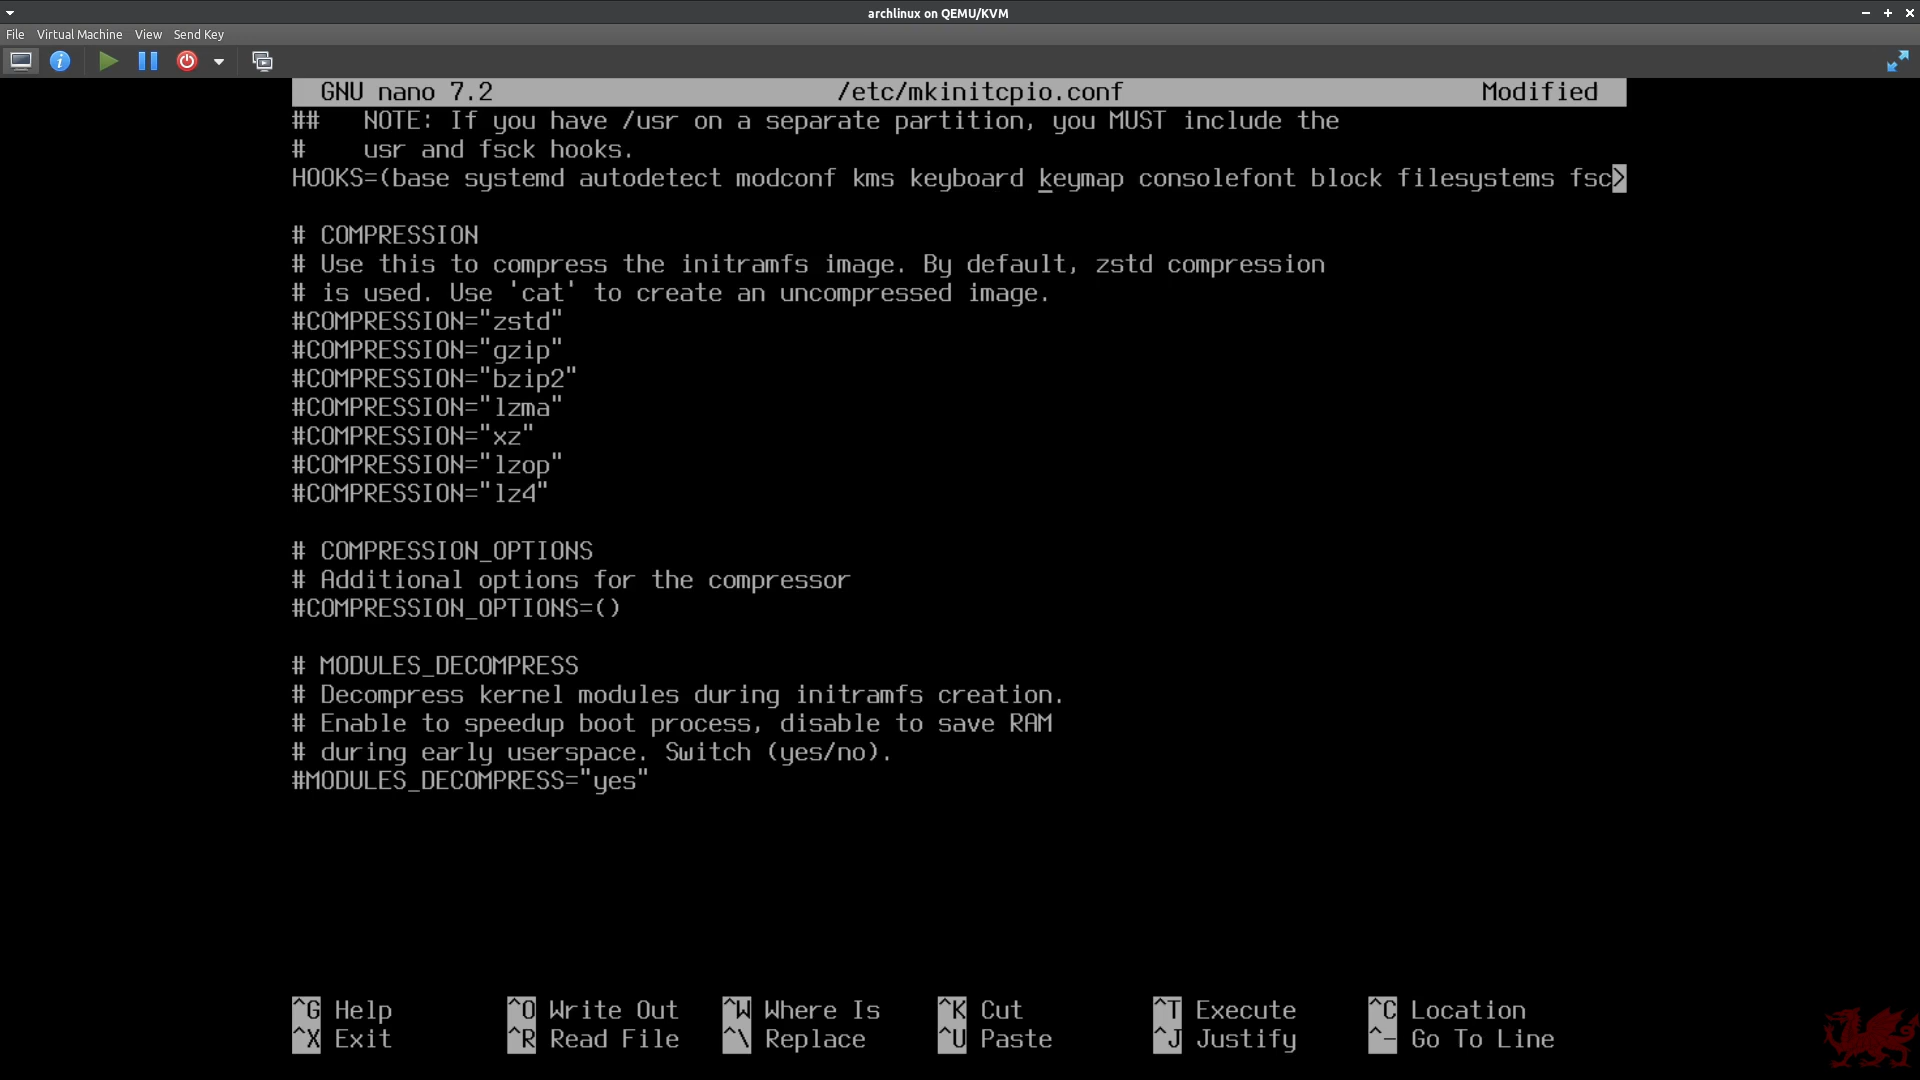 archlinux on QEMU/KVM
File Virtual Machine View Send Key
GNU nano 7.2 /etc/mkinitcpio.conf Modified
## NOTE: If you have /usr on a separate partition, you MUST include the
# usr and fsck hooks.
HOOKS=(base systemd autodetect modconf kms keyboard keymap consolefont block filesystems fsc>
# COMPRESSION
# Use this to compress the initramfs image. By default, zstd compression
# is used. Use 'cat' to create an uncompressed image.
#COMPRESSION="zstd"
#COMPRESSION="gzip"
#COMPRESSION="bzip2"
#COMPRESSION="lzma"
#COMPRESSION="xz"
#COMPRESSION="lzop"
#COMPRESSION="lz4"
# COMPRESSION_OPTIONS
# Additional options for the compressor
#COMPRESSION_OPTIONS=()
# MODULES_DECOMPRESS
# Decompress kernel modules during initramfs creation.
# Enable to speedup boot process, disable to save RAM
# during early userspace. Switch (yes/no).
#MODULES_DECOMPRESS="yes"
^G Help ^O Write Out ^W Where Is ^K Cut ^T Execute ^C Location
^X Exit ^R Read File ^\ Replace ^U Paste ^J Justify ^_ Go To Line